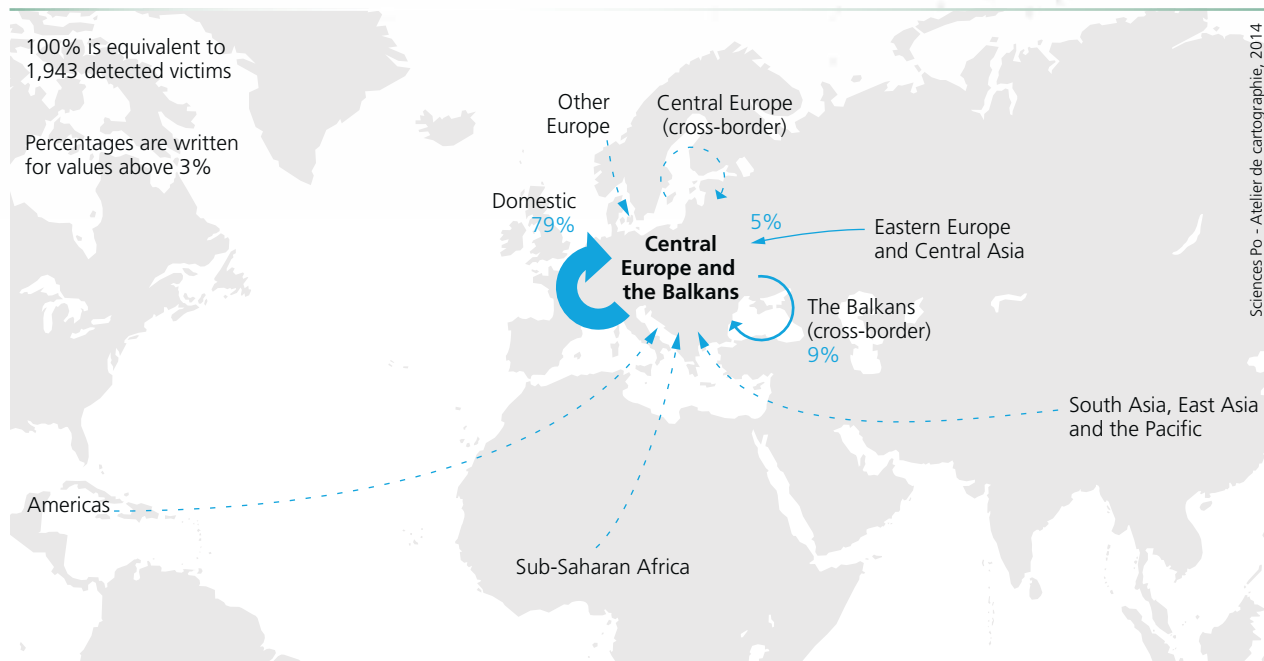 100% is equivalent to
1,943 detected victims
Percentages are written
for values above 3%
Other
Europe
Central Europe
(cross-border)
Domestic
79%
Central
Europe and
the Balkans
5%
Eastern Europe
and Central Asia
The Balkans
(cross-border)
9%
South Asia, East Asia
and the Pacific
Americas
Sub-Saharan Africa
Sciences Po - Atelier de cartographie, 2014